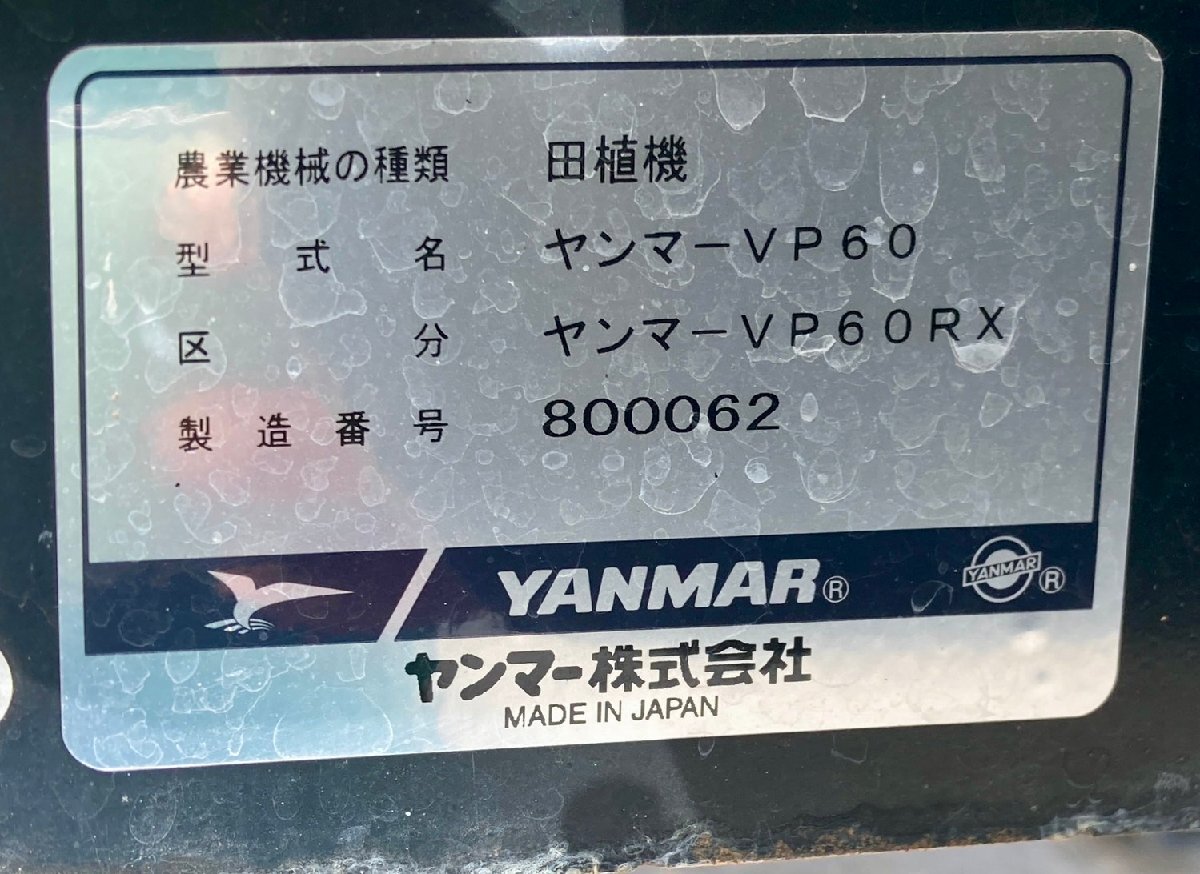 農業機械の種類 田植機
型式名 ヤンマーVP60
区分 ヤンマーVP60RX
製造番号 800062
YANMAR® YANMAR®
ヤンマー株式会社
MADE IN JAPAN